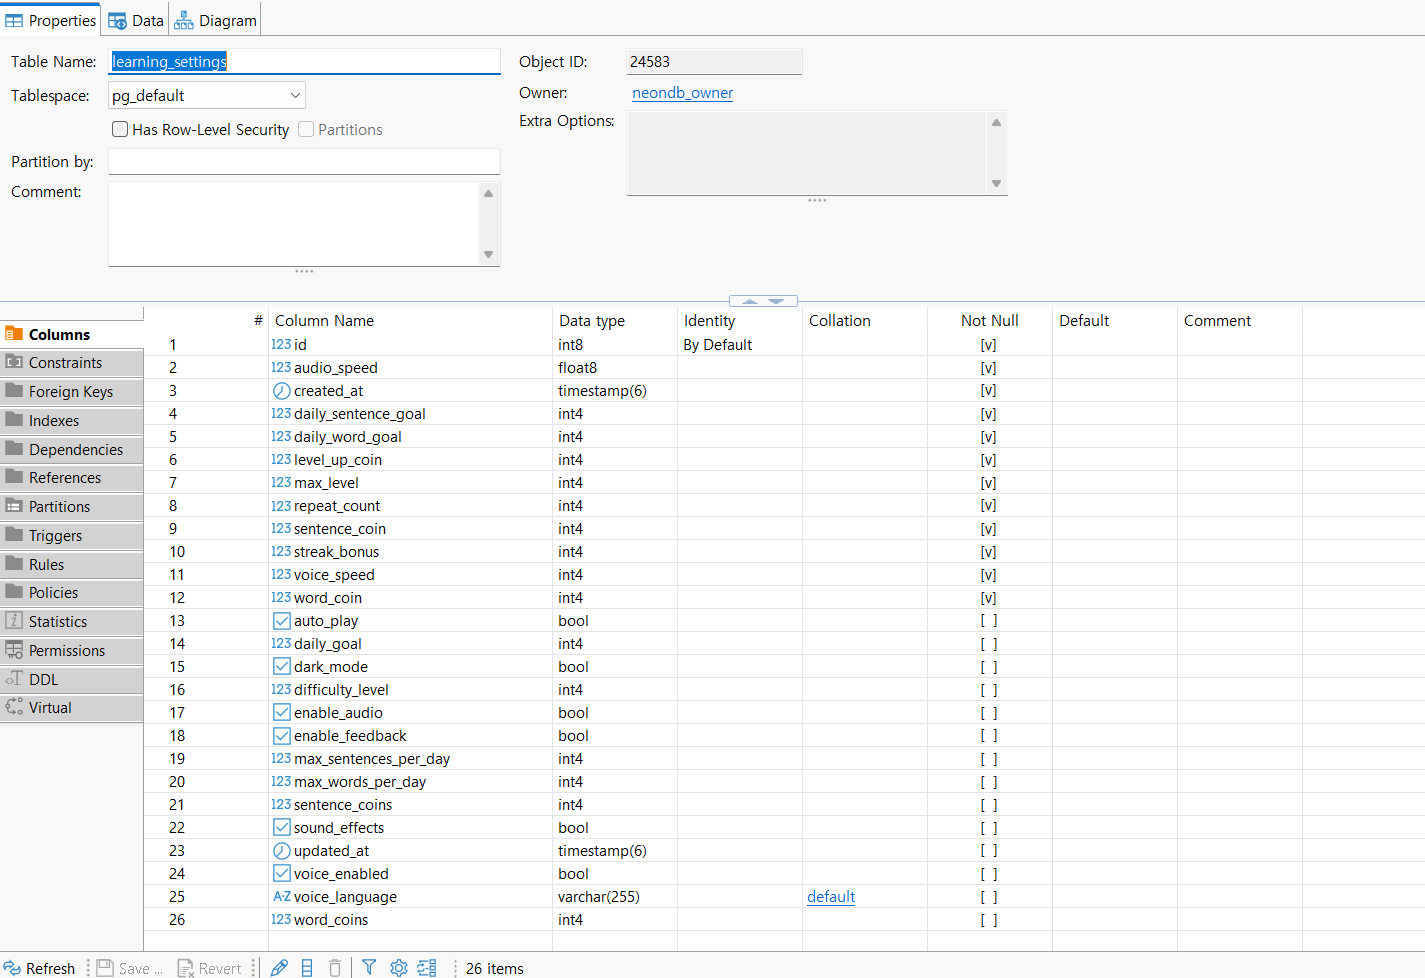 Properties Data Diagram
Table Name: learning_settings Object ID: 24583
Tablespace: pg_default Owner: neondb_owner
Has Row-Level Security Partitions Extra Options:
Partition by:
Comment:
Columns
Constraints
Foreign Keys
Indexes
Dependencies
References
Partitions
Triggers
Rules
Policies
Statistics
Permissions
DDL
Virtual
# Column Name Data type Identity Collation Not Null Default Comment
1 123 id int8 By Default [v]
2 123 audio_speed float8 [v]
3 created_at timestamp(6) [v]
4 123 daily_sentence_goal int4 [v]
5 123 daily_word_goal int4 [v]
6 123 level_up_coin int4 [v]
7 123 max_level int4 [v]
8 123 repeat_count int4 [v]
9 123 sentence_coin int4 [v]
10 123 streak_bonus int4 [v]
11 123 voice_speed int4 [v]
12 123 word_coin int4 [v]
13 auto_play bool [ ]
14 123 daily_goal int4 [ ]
15 dark_mode bool [ ]
16 123 difficulty_level int4 [ ]
17 enable_audio bool [ ]
18 enable_feedback bool [ ]
19 123 max_sentences_per_day int4 [ ]
20 123 max_words_per_day int4 [ ]
21 123 sentence_coins int4 [ ]
22 sound_effects bool [ ]
23 updated_at timestamp(6) [ ]
24 voice_enabled bool [ ]
25 A-Z voice_language varchar(255) default [ ]
26 123 word_coins int4 [ ]
Refresh Save ... Revert 26 items